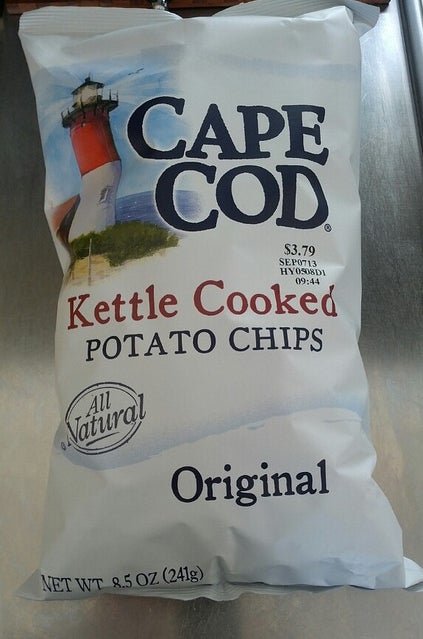 CAPE
COD®
$3.79
SEP0713
HY0508D1
09:44
Kettle Cooked
POTATO CHIPS
All
Natural
Original
NET WT 8.5 OZ (241g)